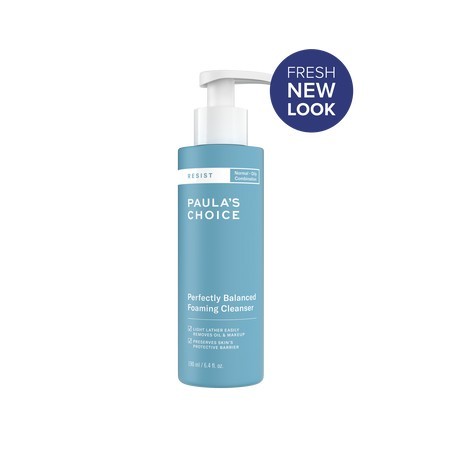 FRESH
NEW
LOOK
RESIST
Normal · Oily
Combination
PAULA'S
CHOICE
Perfectly Balanced
Foaming Cleanser
LIGHT LATHER EASILY
REMOVES OIL & MAKEUP
PRESERVES SKIN'S
PROTECTIVE BARRIER
190 ml / 6.4 fl. oz.